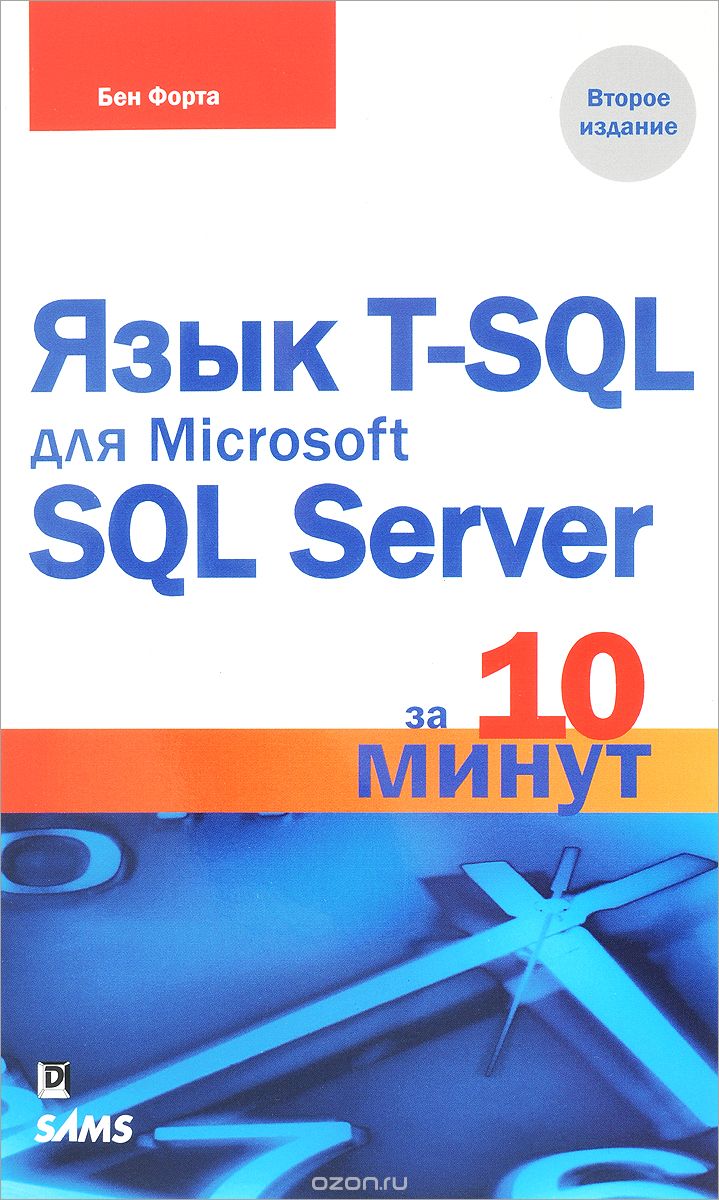 Бен Форта
Второе
издание
Язык T-SQL
для Microsoft
SQL Server
за 10
минут
D
SAMS
ozon.ru